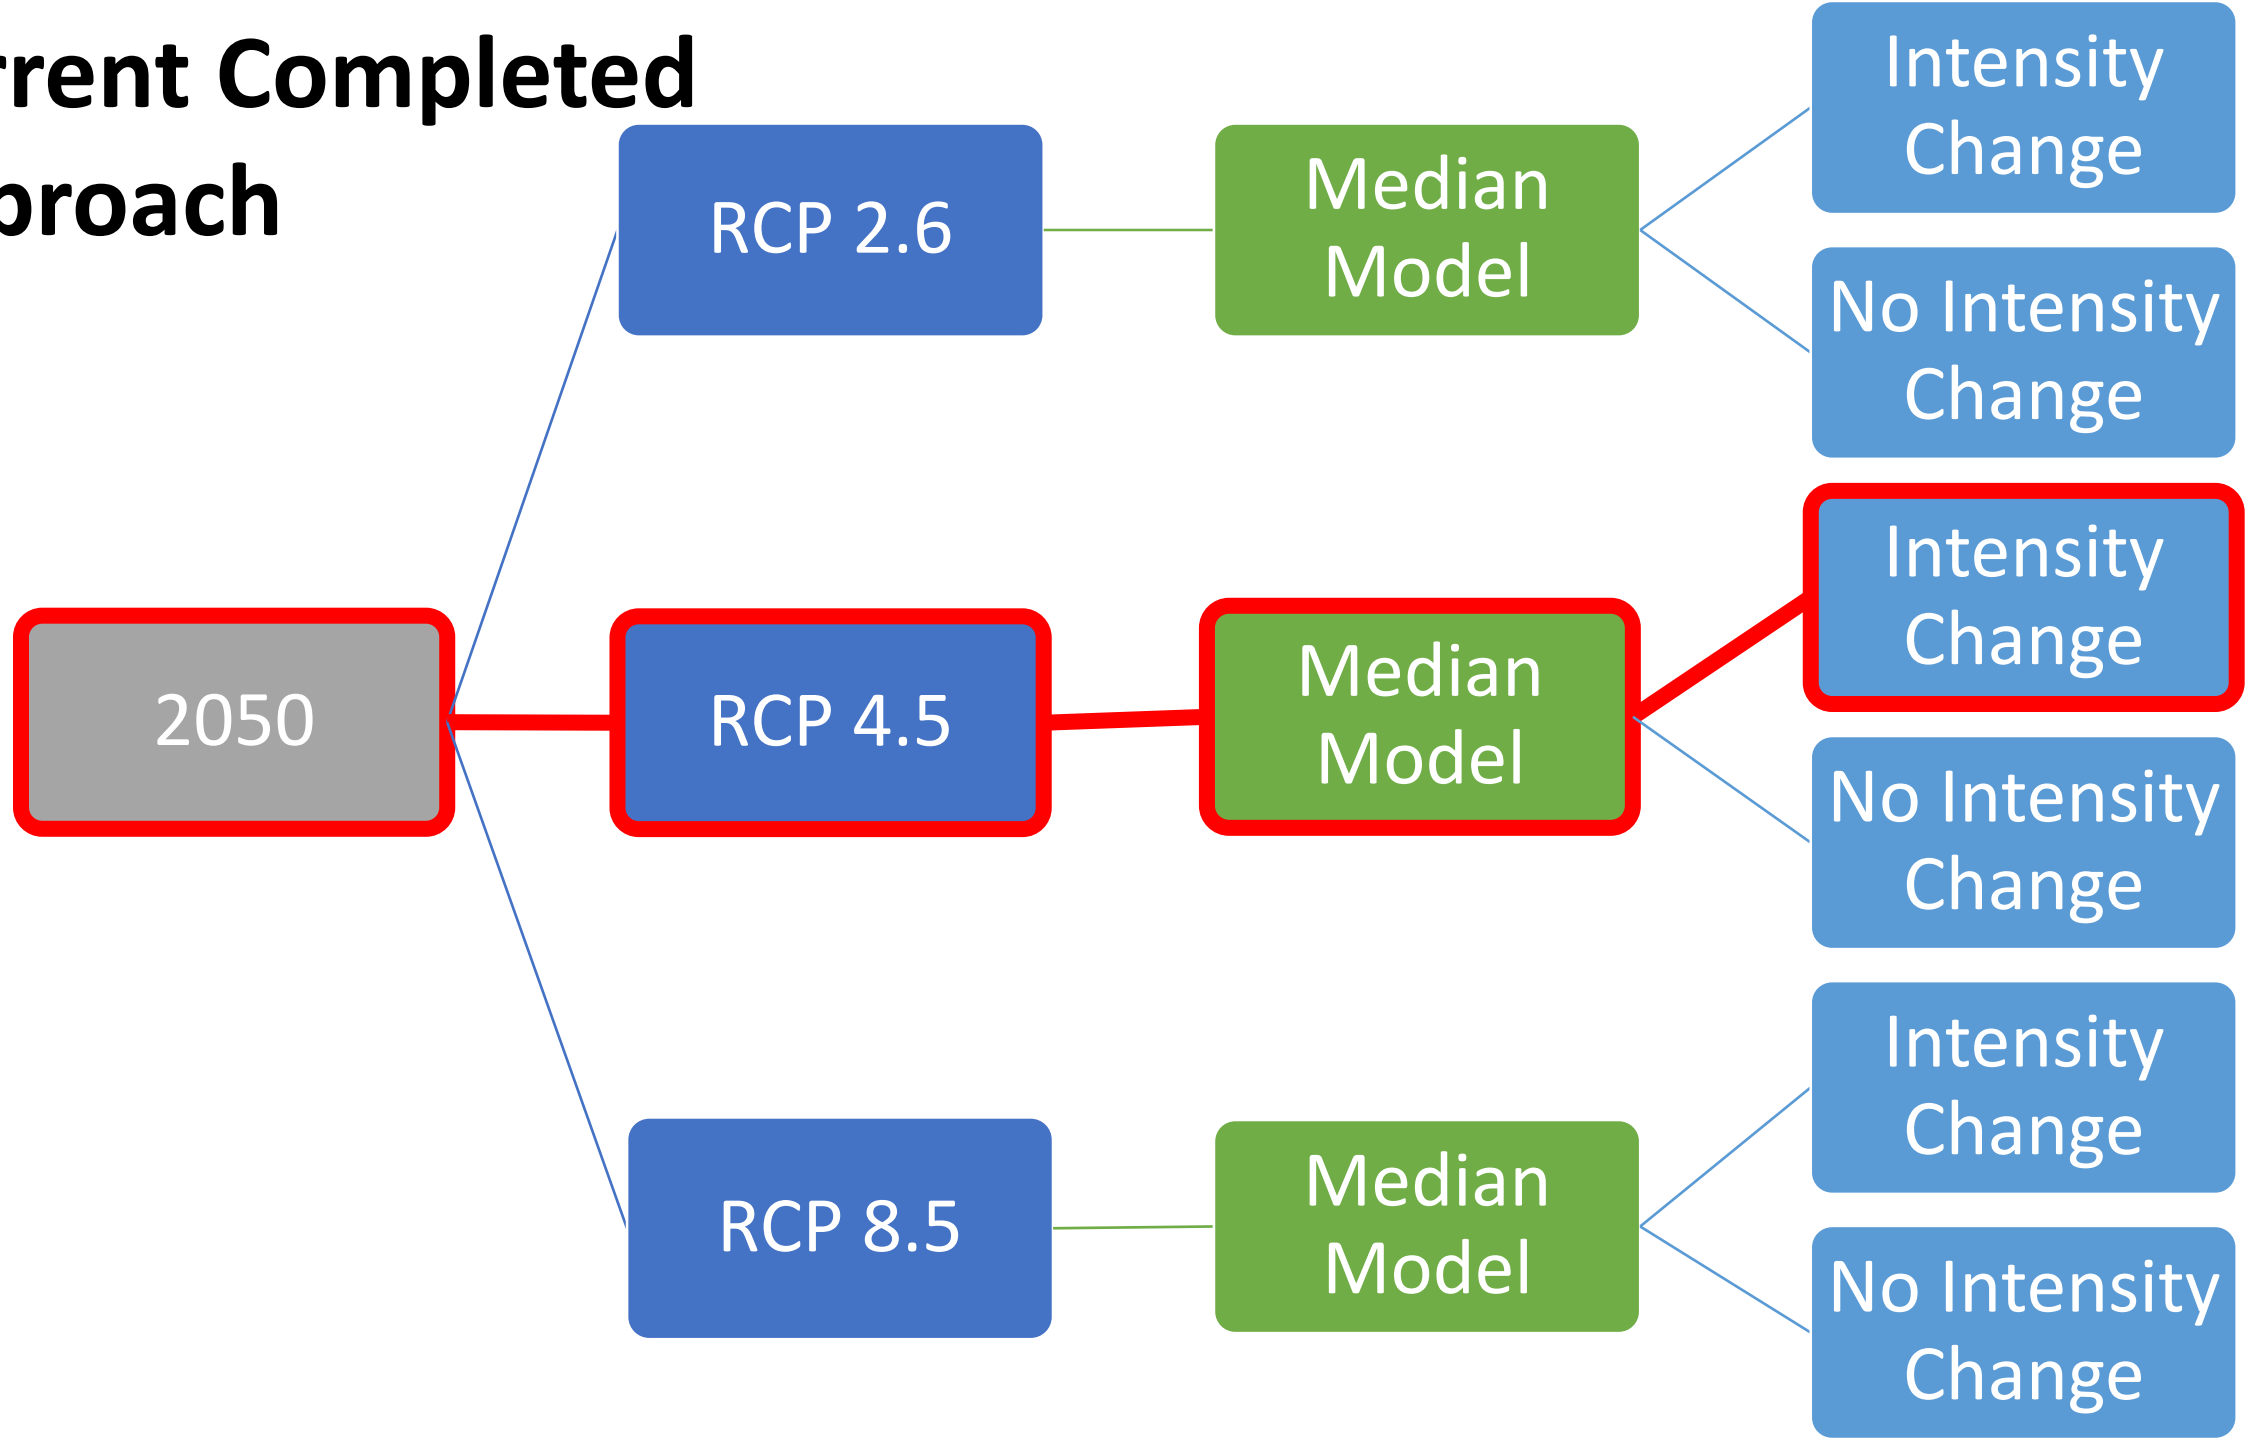 rrent Completed
proach
2050
RCP 2.6
Median
Model
Intensity
Change
No Intensity
Change
RCP 4.5
Median
Model
Intensity
Change
No Intensity
Change
RCP 8.5
Median
Model
Intensity
Change
No Intensity
Change